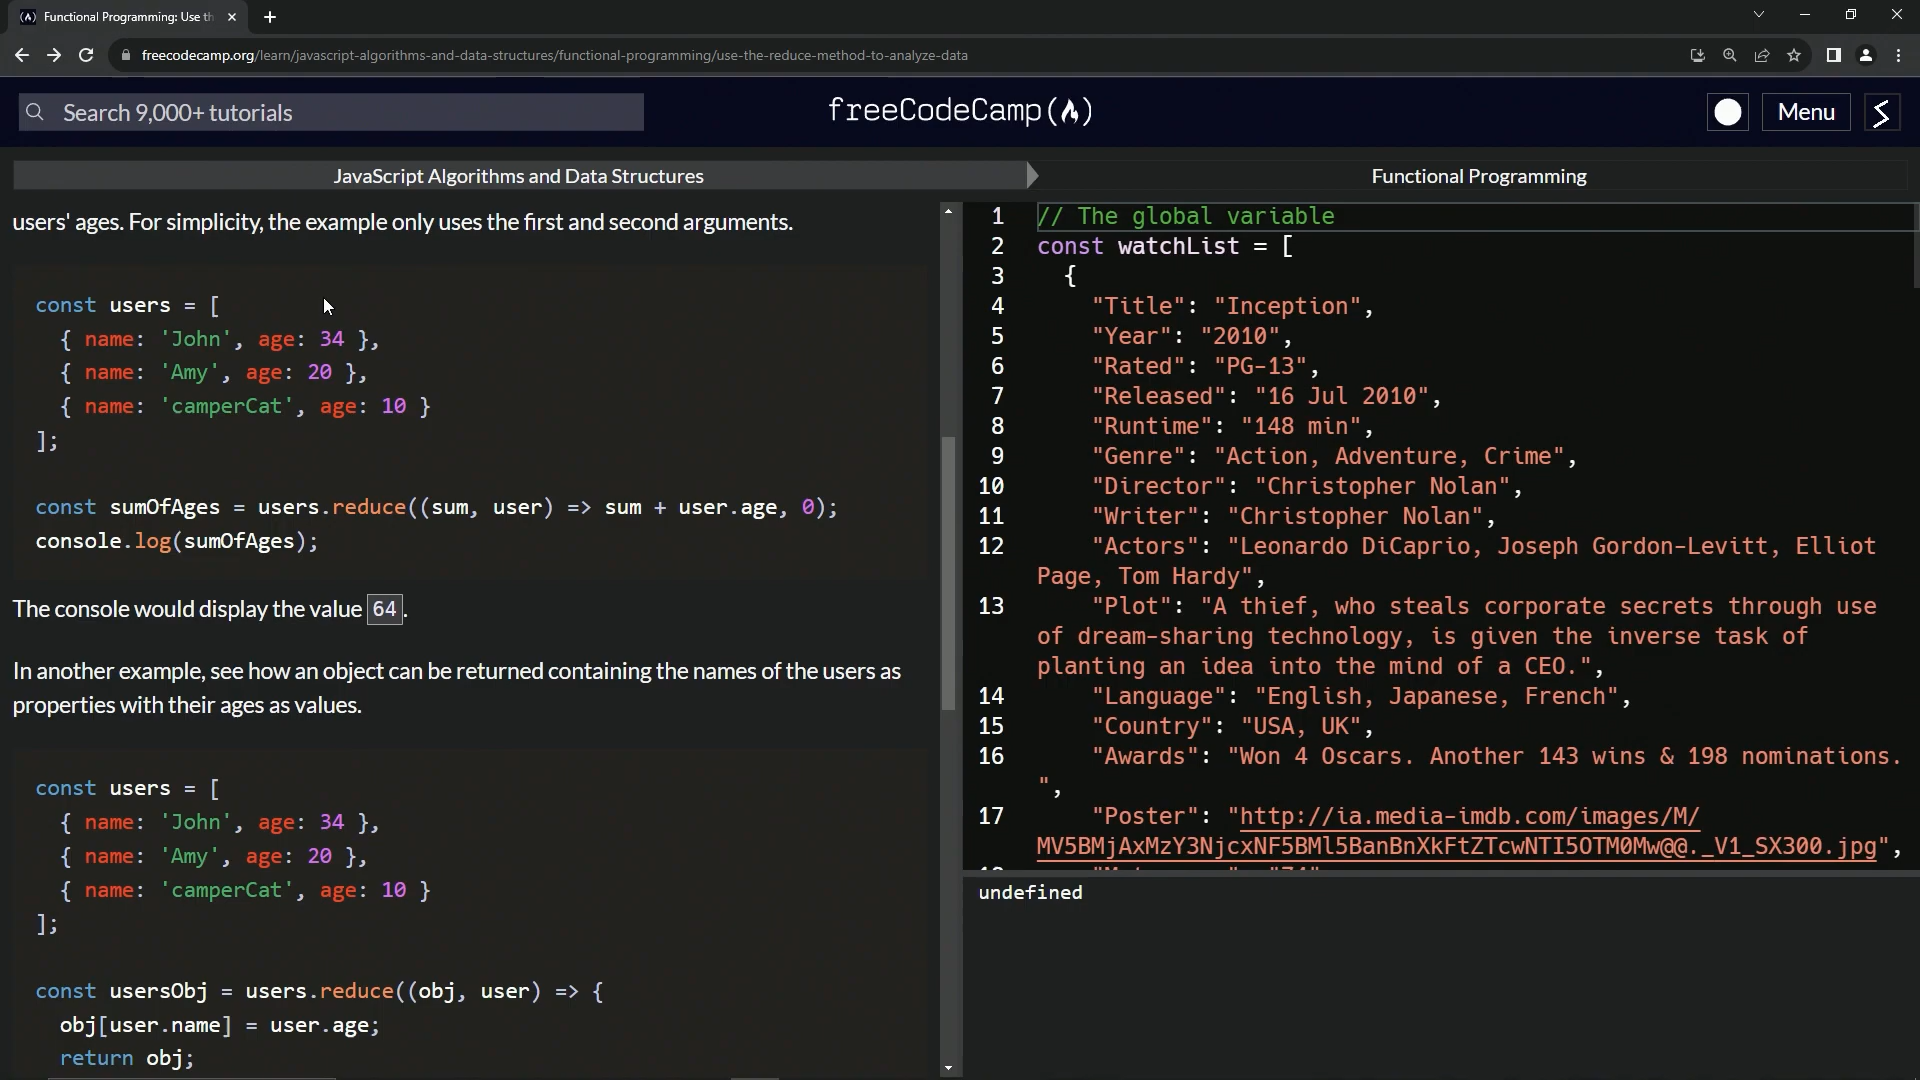 Functional Programming: Use th
freecodecamp.org/learn/javascript-algorithms-and-data-structures/functional-programming/use-the-reduce-method-to-analyze-data
Search 9,000+ tutorials
freeCodeCamp
Menu
JavaScript Algorithms and Data Structures
Functional Programming
users' ages. For simplicity, the example only uses the first and second arguments.
const users = [
{ name: 'John', age: 34 },
{ name: 'Amy', age: 20 },
{ name: 'camperCat', age: 10 }
];
const sumOfAges = users.reduce((sum, user) => sum + user.age, 0);
console.log(sumOfAges);
The console would display the value 64.
In another example, see how an object can be returned containing the names of the users as
properties with their ages as values.
const users = [
{ name: 'John', age: 34 },
{ name: 'Amy', age: 20 },
{ name: 'camperCat', age: 10 }
];
const usersObj = users.reduce((obj, user) => {
obj[user.name] = user.age;
return obj;
1 // The global variable
2 const watchList = [
3 {
4 "Title": "Inception",
5 "Year": "2010",
6 "Rated": "PG-13",
7 "Released": "16 Jul 2010",
8 "Runtime": "148 min",
9 "Genre": "Action, Adventure, Crime",
10 "Director": "Christopher Nolan",
11 "Writer": "Christopher Nolan",
12 "Actors": "Leonardo DiCaprio, Joseph Gordon-Levitt, Elliot
Page, Tom Hardy",
13 "Plot": "A thief, who steals corporate secrets through use
of dream-sharing technology, is given the inverse task of
planting an idea into the mind of a CEO.",
14 "Language": "English, Japanese, French",
15 "Country": "USA, UK",
16 "Awards": "Won 4 Oscars. Another 143 wins & 198 nominations.
",
17 "Poster": "http://ia.media-imdb.com/images/M/
MV5BMjAxMzY3NjcxNF5BMl5BanBnXkFtZTcwNTI5OTM0Mw@@._V1_SX300.jpg",
undefined